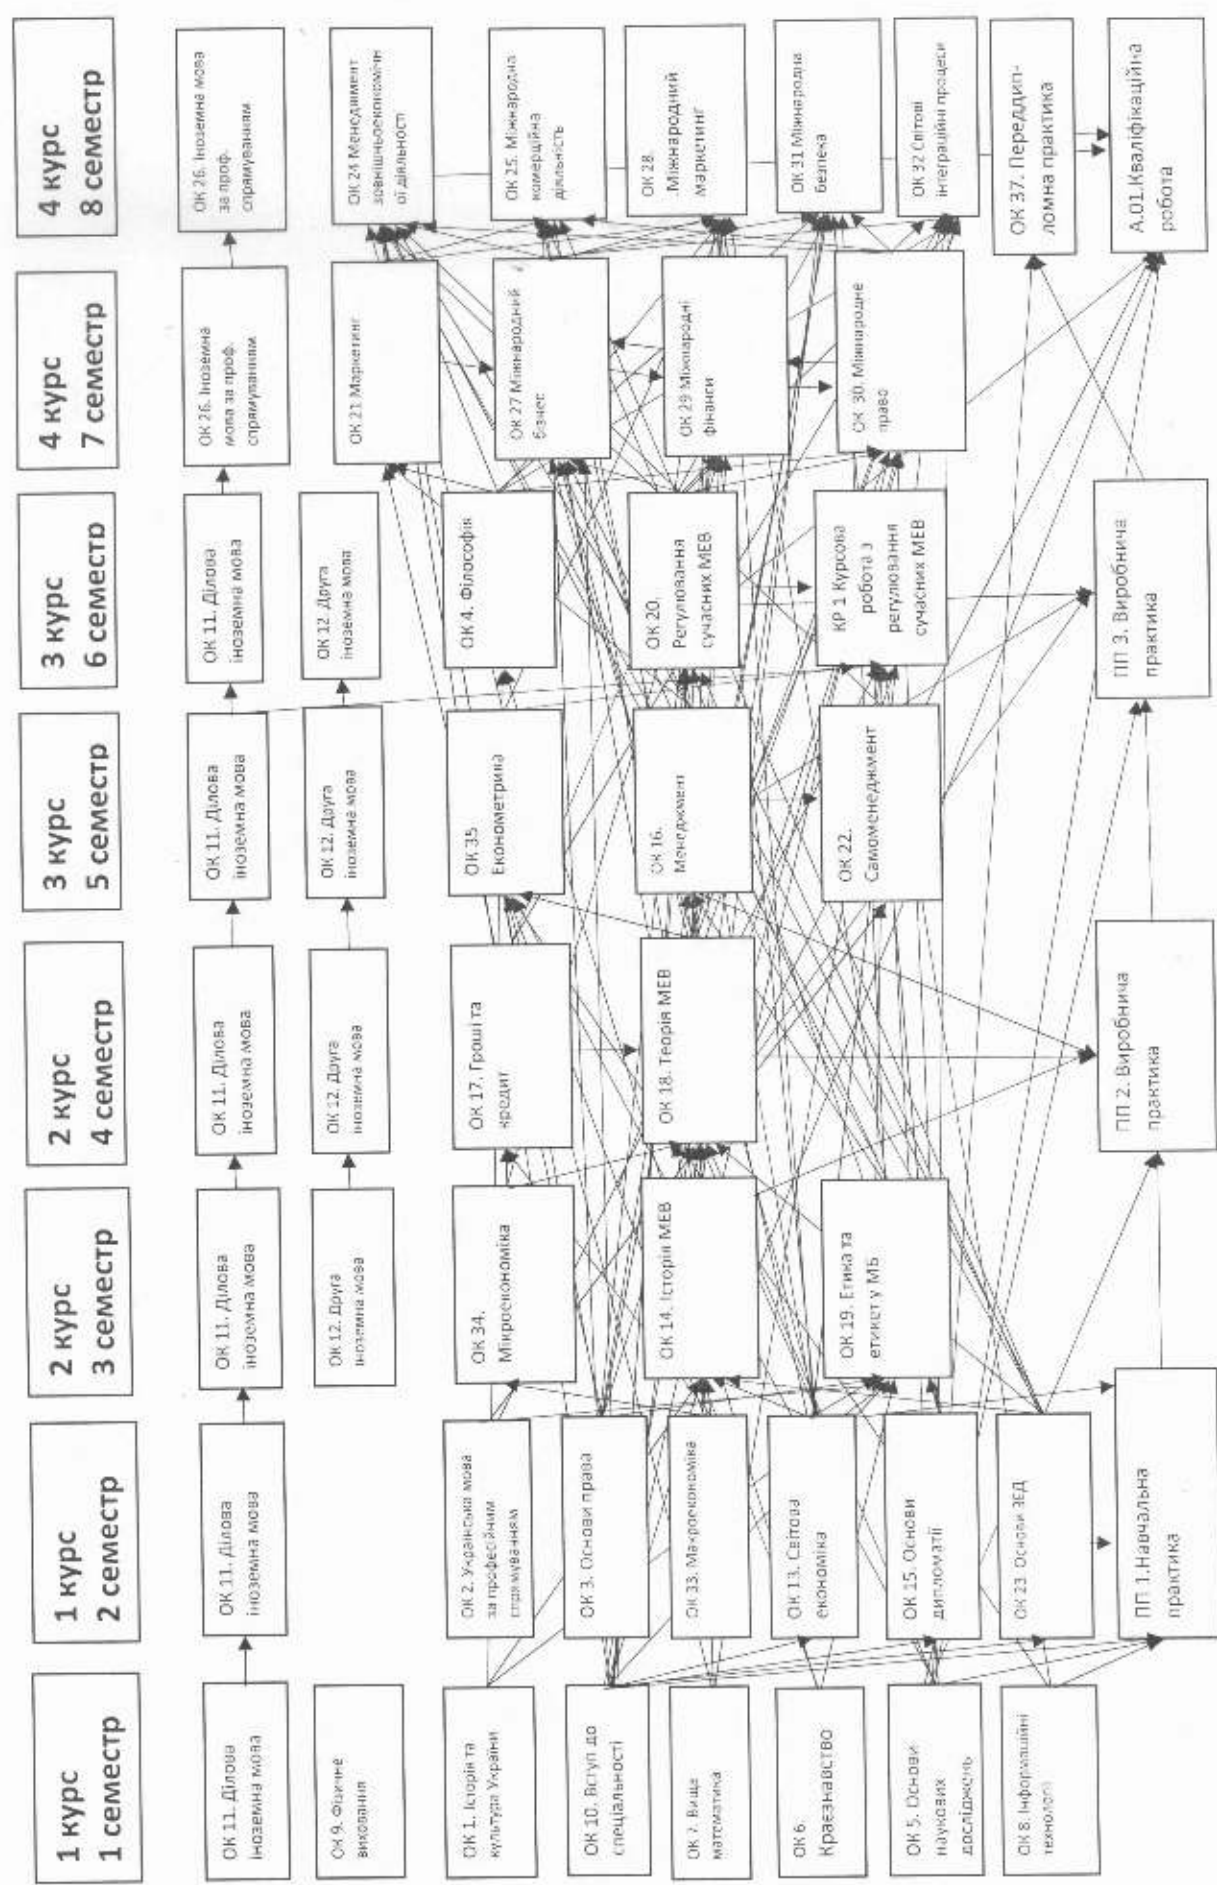 1 курс
1 семестр
1 курс
2 семестр
2 курс
3 семестр
2 курс
4 семестр
3 курс
5 семестр
3 курс
6 семестр
4 курс
7 семестр
4 курс
8 семестр
ОК 11. Ділова
іноземна мова
ОК 11. Ділова
іноземна мова
ОК 11. Ділова
іноземна мова
ОК 11. Ділова
іноземна мова
ОК 11. Ділова
іноземна мова
ОК 11. Ділова
іноземна мова
ОК 26. Іноземна
мова за проф.
спрямуванням
ОК 26. Іноземна мова
за проф.
спрямуванням
ОК 9. Фізичне
виховання
ОК 12. Друга
іноземна мова
ОК 12. Друга
іноземна мова
ОК 12. Друга
іноземна мова
ОК 12. Друга
іноземна мова
ОК 21 Маркетинг
ОК 24 Менеджмент
зовнішньоекономічн
ої діяльності
ОК 1. Історія та
культура України
ОК 2. Українська мова
за професійним
спрямуванням
ОК 34.
Мікроекономіка
ОК 17. Гроші та
кредит
ОК 35
Економетрика
ОК 4. Філософія
ОК 27 Міжнародний
бізнес
ОК 25. Міжнародна
комерційна
діяльність
ОК 10. Вступ до
спеціальності
ОК 3. Основи права
ОК 14. Історія МЕВ
ОК 18. Теорія МЕВ
ОК 16.
Менеджмент
ОК 20.
Регулювання
сучасних МЕВ
ОК 29 Міжнародні
фінанси
ОК 28.
.Міжнародний
маркетинг
ОК 7. Вища
математика
ОК 33. Макроекономіка
ОК 6.
Краєзнавство
ОК 13. Світова
економіка
ОК 19. Етика та
етикет у МБ
ОК 22.
Самоменеджмент
КР 1 Курсова
робота з
регулювання
сучасних МЕВ
ОК 30. Міжнародне
право
ОК 31 Міжнародна
безпека
ОК 5. Основи
наукових
досліджень
ОК 15. Основи
дипломатії
ОК 32 Світові
інтеграційні процеси
ОК 8. Інформаційні
технології
ОК 23 Основи ЗЕД
ОК 37. Переддип-
ломна практика
ПП 1.Навчальна
практика
ПП 2. Виробнича
практика
ПП 3. Виробнича
практика
А.01.Кваліфікаційна
робота